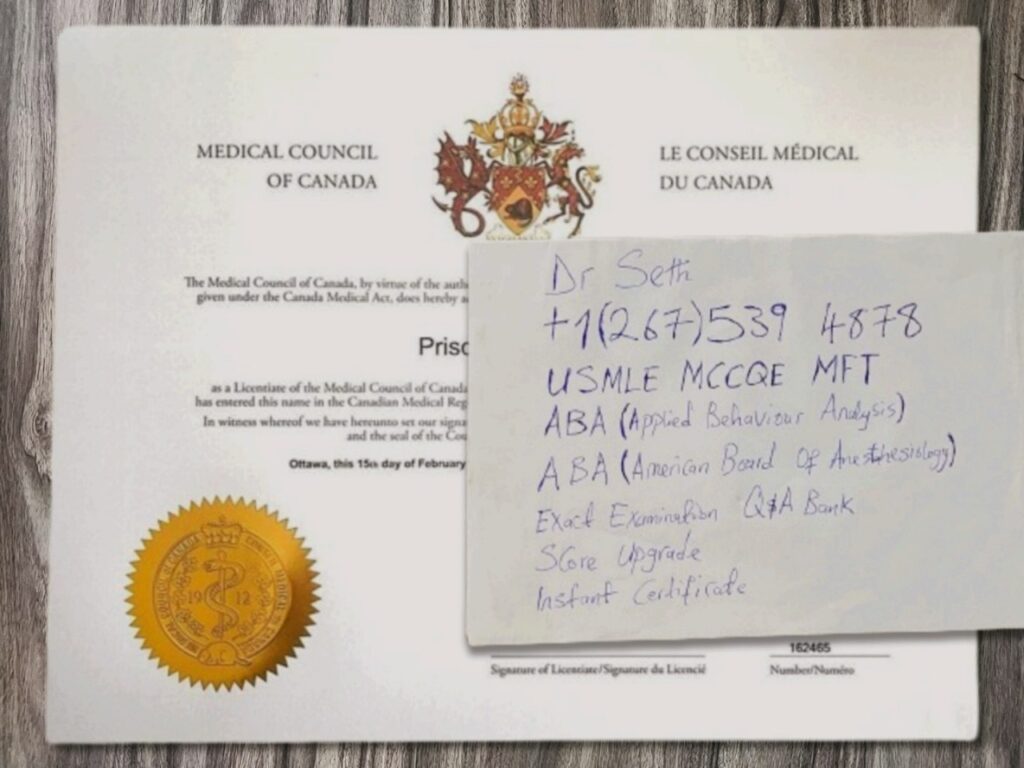 MEDICAL COUNCIL
OF CANADA
LE CONSEIL MÉDICAL
DU CANADA
The Medical Council of Canada, by virtue of the
given under the Canada Medical Act, does hereby
as a Licentiate of the Medical Council of Canada
has entered this name in the Canadian Medical
In witness whereof we have hereunto set our
and the seal of the
Ottawa, this 15th day of February
Dr Seth
+1(267)539 4878
USMLE MCCQE MFT
ABA (Applied Behaviour Analysis)
ABA (American Board Of Anesthesiology)
Exact Examination Q&A Bank
Score Upgrade
Instant Certificate
19 12
162465
Signature of Licentiate/Signature du Licencié
Number/Numéro